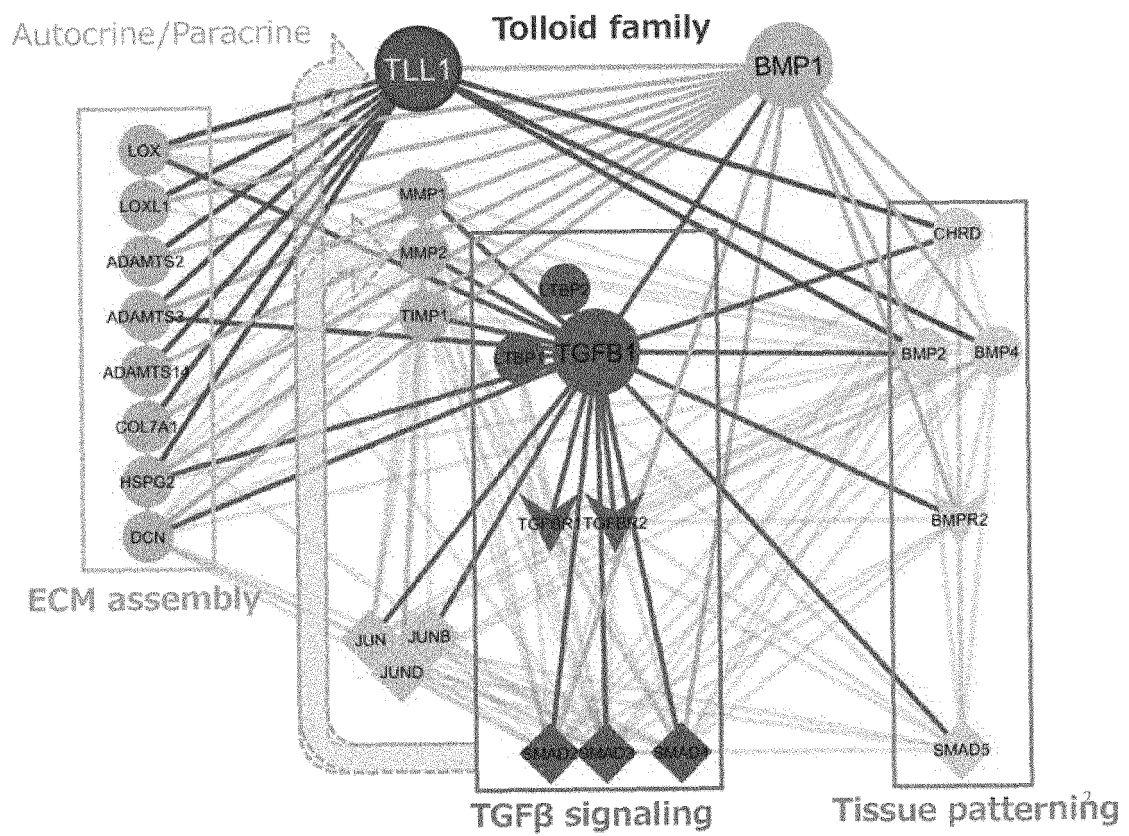 Tolloid family
Autocrine/Paracrine
TLL1
BMP1
LOX
LOXL1
ADAMTS2
ADAMTS3
ADAMTS14
COL7A1
HSPG2
DCN
ECM assembly
MMP1
MMP2
TIMP1
LTBP2
LTBP1
TGFB1
TGFBR1
TGFBR2
JUN
JUNB
JUND
SMAD2
SMAD3
SMAD4
TGFβ signaling
CHRD
BMP2
BMP4
BMPR2
SMAD5
Tissue patterning